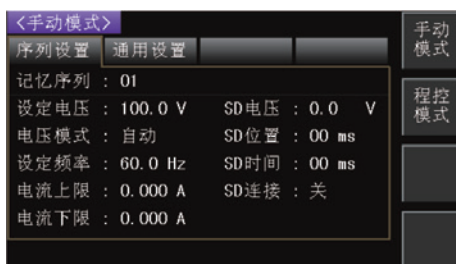 <手动模式>
序列设置 通用设置
记忆序列 : 01
设定电压 : 100.0 V SD电压 : 0.0 V
电压模式 : 自动 SD位置 : 00 ms
设定频率 : 60.0 Hz SD时间 : 00 ms
电流上限 : 0.000 A SD连接 : 关
电流下限 : 0.000 A
手动
模式
程控
模式